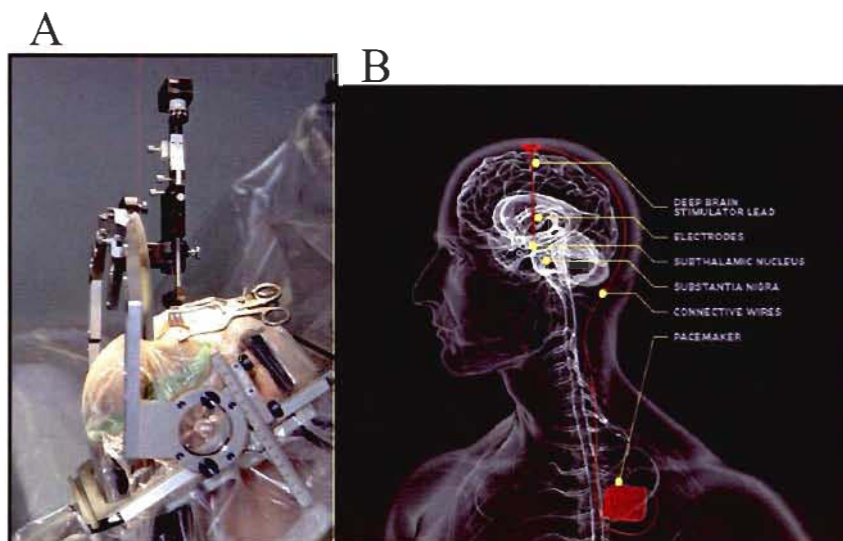 A
B
DEEP BRAIN
STIMULATOR LEAD
ELECTRODES
SUBTHALAMIC NUCLEUS
SUBSTANTIA NIGRA
CONNECTIVE WIRES
PACEMAKER